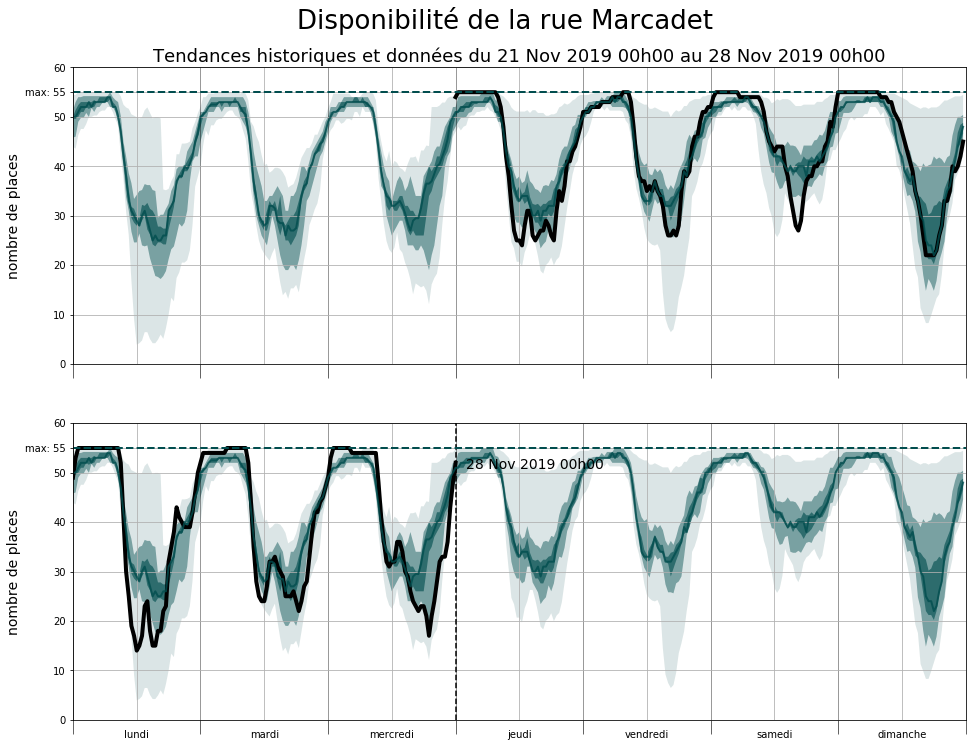 Disponibilité de la rue Marcadet
Tendances historiques et données du 21 Nov 2019 00h00 au 28 Nov 2019 00h00
60
max: 55
50
40
30
20
10
0
nombre de places
60
max: 55
50
40
30
20
10
0
nombre de places
28 Nov 2019 00h00
lundi
mardi
mercredi
jeudi
vendredi
samedi
dimanche